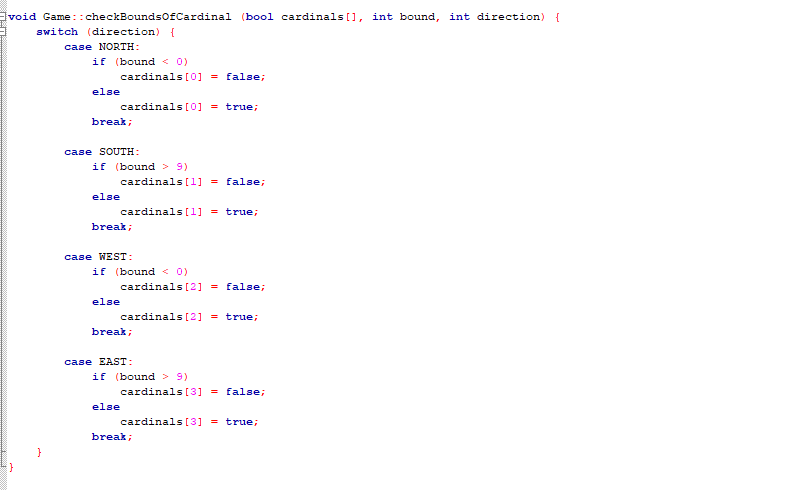 void Game::checkBoundsOfCardinal (bool cardinals[], int bound, int direction) {
    switch (direction) {
        case NORTH:
            if (bound < 0)
                cardinals[0] = false;
            else
                cardinals[0] = true;
            break;

        case SOUTH:
            if (bound > 9)
                cardinals[1] = false;
            else
                cardinals[1] = true;
            break;

        case WEST:
            if (bound < 0)
                cardinals[2] = false;
            else
                cardinals[2] = true;
            break;

        case EAST:
            if (bound > 9)
                cardinals[3] = false;
            else
                cardinals[3] = true;
            break;
    }
}